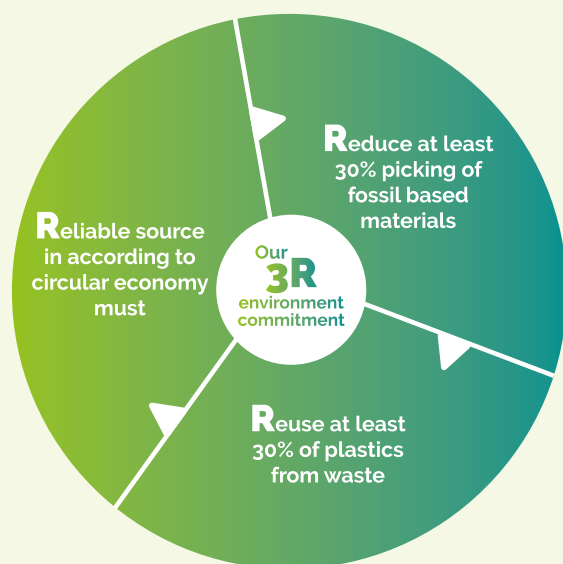 Our
3R
environment
commitment
Reduce at least
30% picking of
fossil based
materials
Reuse at least
30% of plastics
from waste
Reliable source
in according to
circular economy
must